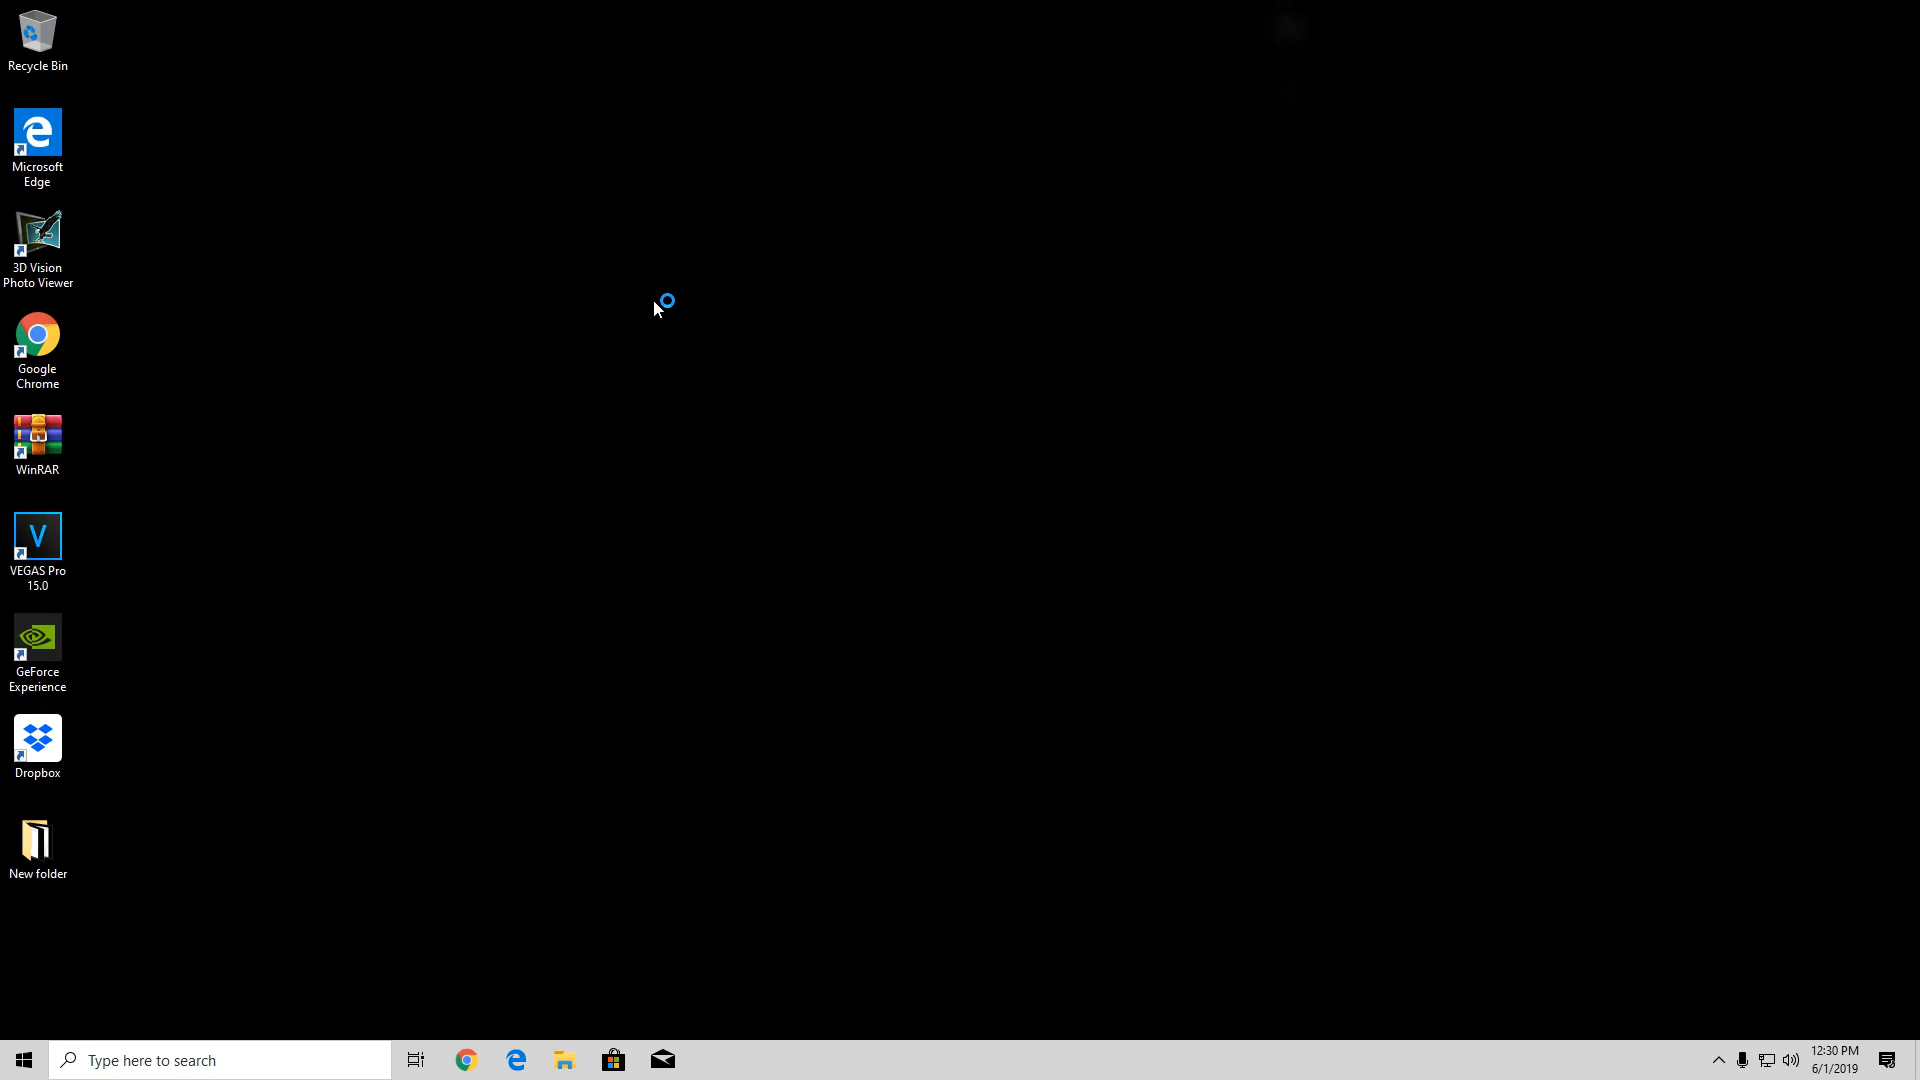 Recycle Bin
Microsoft
Edge
3D Vision
Photo Viewer
Google
Chrome
WinRAR
VEGAS Pro
15.0
GeForce
Experience
Dropbox
New folder
Type here to search
12:30 PM
6/1/2019